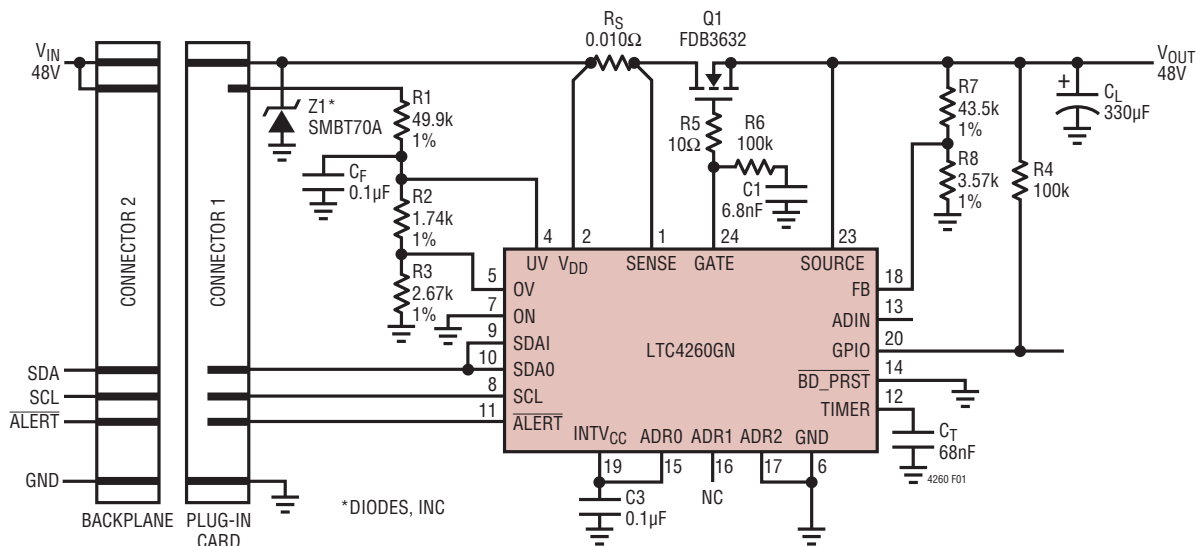 R_S
0.010Ω
Q1
FDB3632
V_IN
48V
V_OUT
48V
Z1*
SMBT70A
R1
49.9k
1%
R5
10Ω
R6
100k
R7
43.5k
1%
C_L
330µF
+
C_F
0.1µF
C1
6.8nF
R8
3.57k
1%
R4
100k
R2
1.74k
1%
R3
2.67k
1%
CONNECTOR 2
CONNECTOR 1
4
2
1
24
23
UV
V_DD
SENSE
GATE
SOURCE
5
OV
FB
18
7
ON
ADIN
13
9
SDAI
LTC4260GN
GPIO
20
10
SDA0
BD_PRST
14
8
SCL
TIMER
12
11
ALERT
INTV_CC
ADR0
ADR1
ADR2
GND
19
15
16
17
6
NC
C_T
68nF
4260 F01
C3
0.1µF
SDA
SCL
ALERT
GND
BACKPLANE
PLUG-IN
CARD
*DIODES, INC